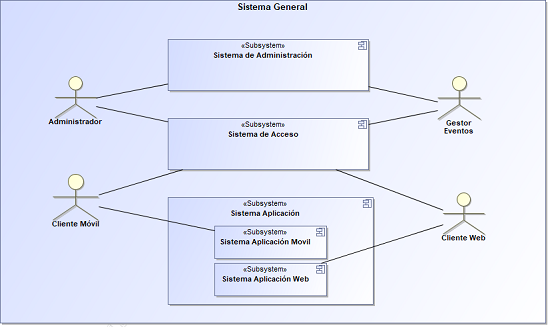 Sistema General
«Subsystem»
Sistema de Administración
Administrador
Gestor
Eventos
«Subsystem»
Sistema de Acceso
«Subsystem»
Sistema Aplicación
Cliente Móvil
Cliente Web
«Subsystem»
Sistema Aplicación Movil
«Subsystem»
Sistema Aplicación Web